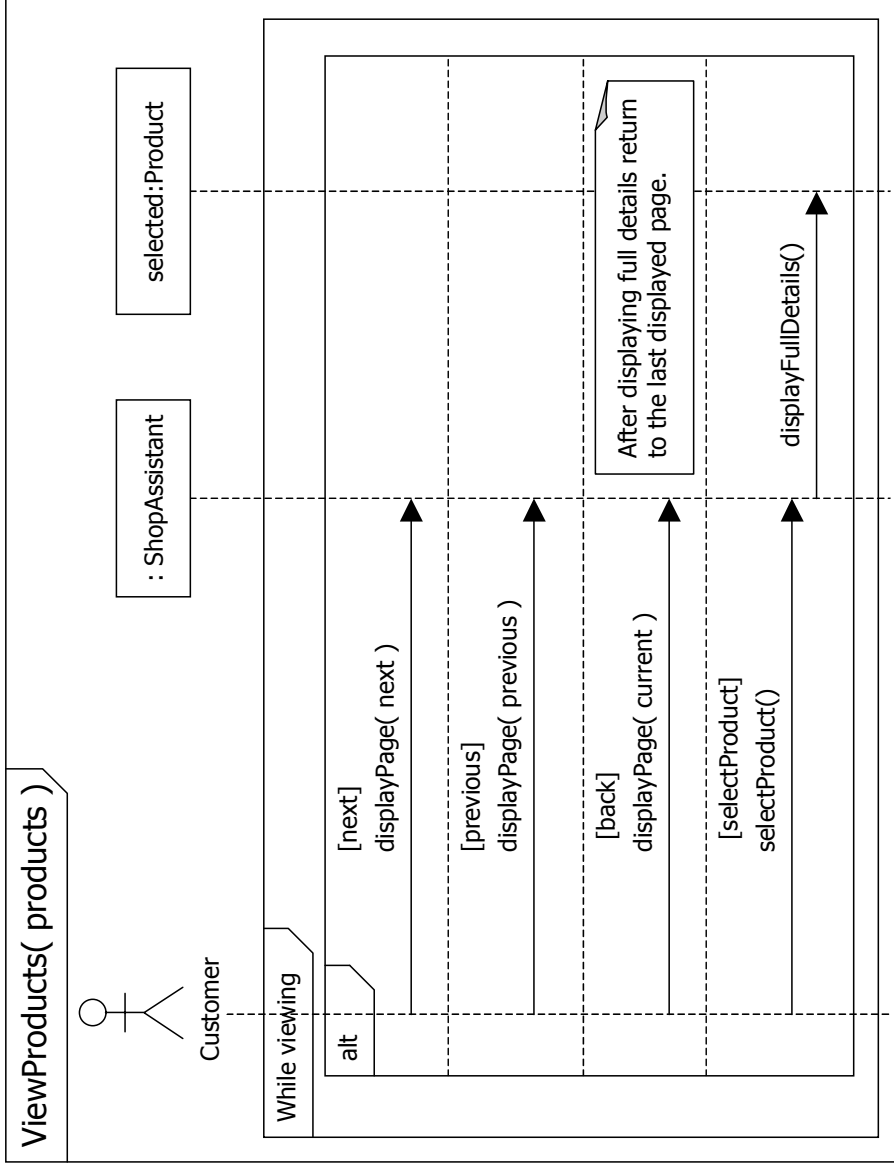 ViewProducts( products )
Customer
: ShopAssistant
selected:Product
While viewing
alt
[next]
displayPage( next )
[previous]
displayPage( previous )
[back]
displayPage( current )
After displaying full details return
to the last displayed page.
[selectProduct]
selectProduct()
displayFullDetails()